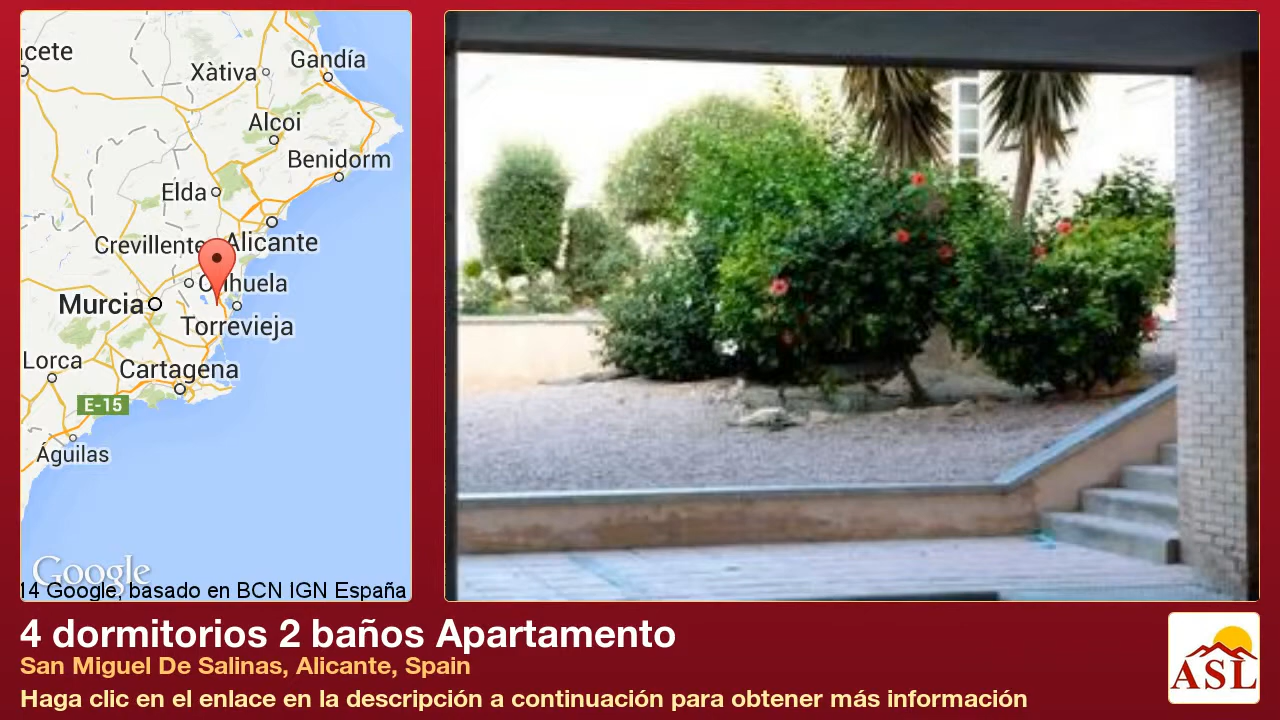 cete
Gandía
Xàtiva
Alcoi
Benidorm
Elda
Crevillente
Alicante
Murcia
Torrevieja
Lorca
Cartagena
E-15
Águilas
Google
14 Google, basado en BCN IGN España
4 dormitorios 2 baños Apartamento
San Miguel De Salinas, Alicante, Spain
Haga clic en el enlace en la descripción a continuación para obtener más información
ASL